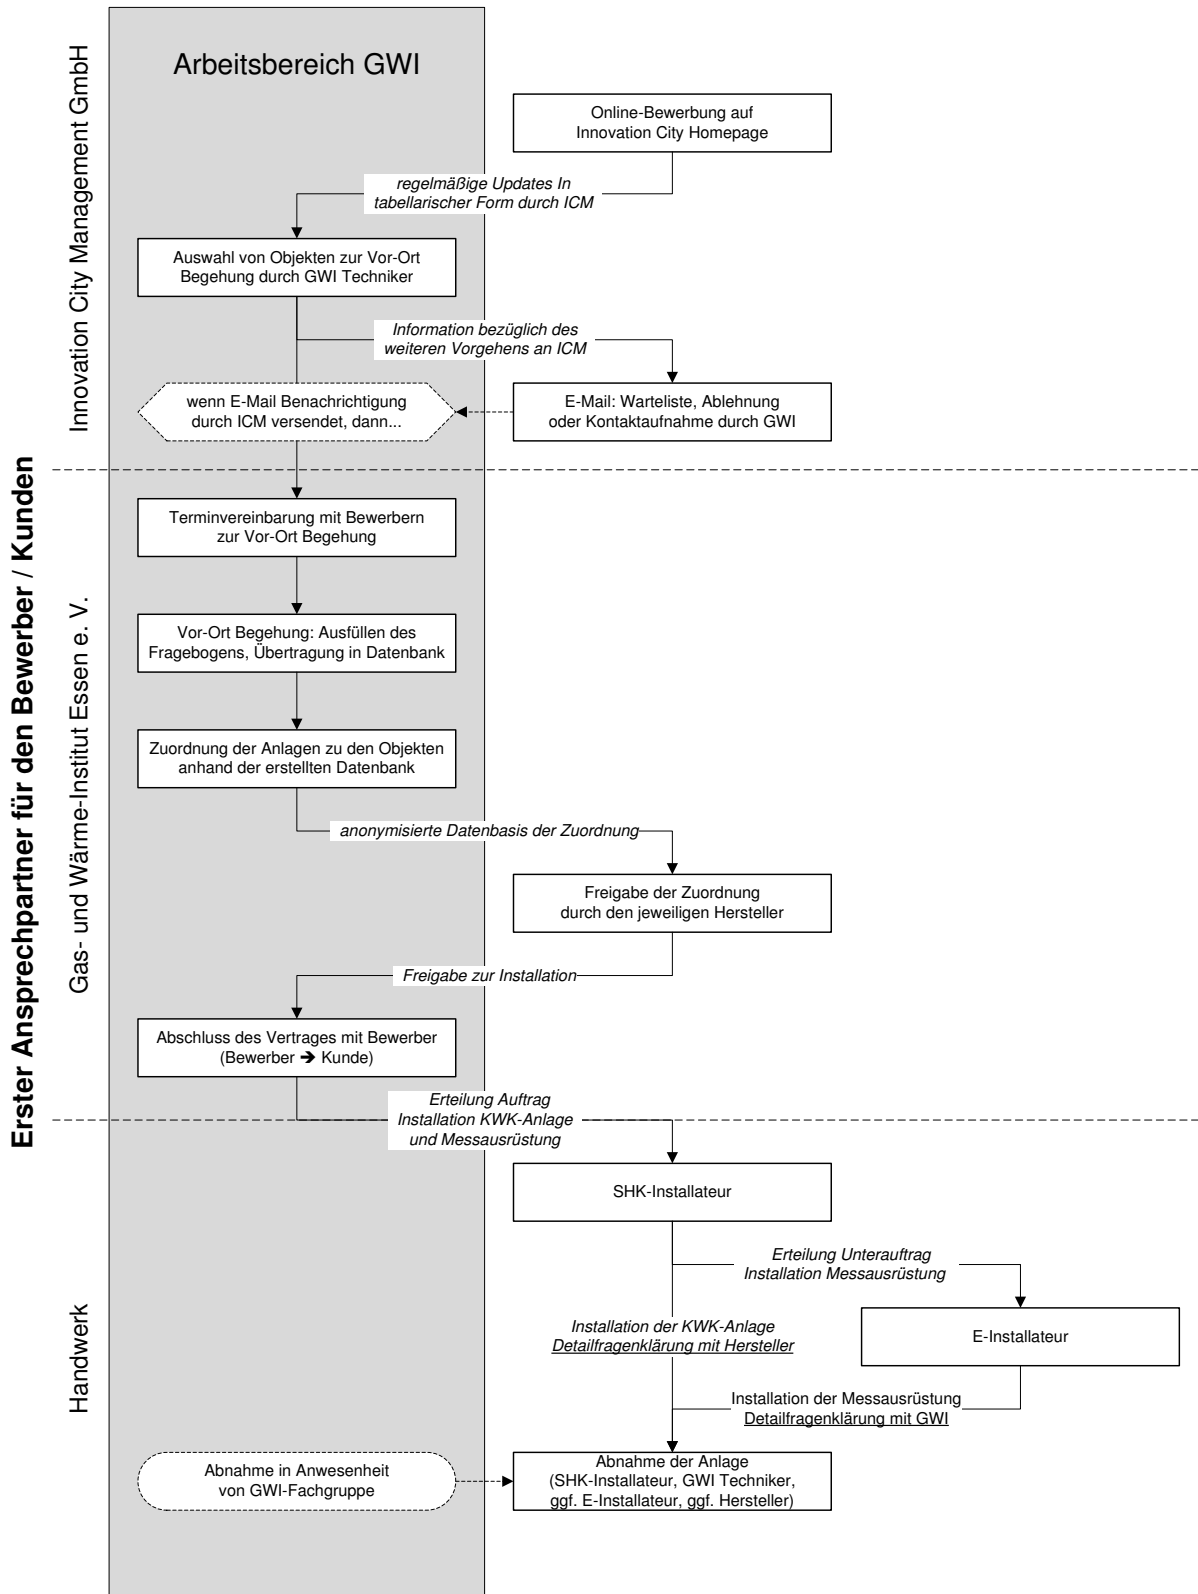 Erster Ansprechpartner für den Bewerber / Kunden
Innovation City Management GmbH
Gas- und Wärme-Institut Essen e. V.
Handwerk
Arbeitsbereich GWI
Online-Bewerbung auf
Innovation City Homepage
regelmäßige Updates In
tabellarischer Form durch ICM
Auswahl von Objekten zur Vor-Ort
Begehung durch GWI Techniker
Information bezüglich des
weiteren Vorgehens an ICM
wenn E-Mail Benachrichtigung
durch ICM versendet, dann...
E-Mail: Warteliste, Ablehnung
oder Kontaktaufnahme durch GWI
Terminvereinbarung mit Bewerbern
zur Vor-Ort Begehung
Vor-Ort Begehung: Ausfüllen des
Fragebogens, Übertragung in Datenbank
Zuordnung der Anlagen zu den Objekten
anhand der erstellten Datenbank
anonymisierte Datenbasis der Zuordnung
Freigabe der Zuordnung
durch den jeweiligen Hersteller
Freigabe zur Installation
Abschluss des Vertrages mit Bewerber
(Bewerber ➔ Kunde)
Erteilung Auftrag
Installation KWK-Anlage
und Messausrüstung
SHK-Installateur
Erteilung Unterauftrag
Installation Messausrüstung
Installation der KWK-Anlage
Detailfragenklärung mit Hersteller
E-Installateur
Installation der Messausrüstung
Detailfragenklärung mit GWI
Abnahme in Anwesenheit
von GWI-Fachgruppe
Abnahme der Anlage
(SHK-Installateur, GWI Techniker,
ggf. E-Installateur, ggf. Hersteller)